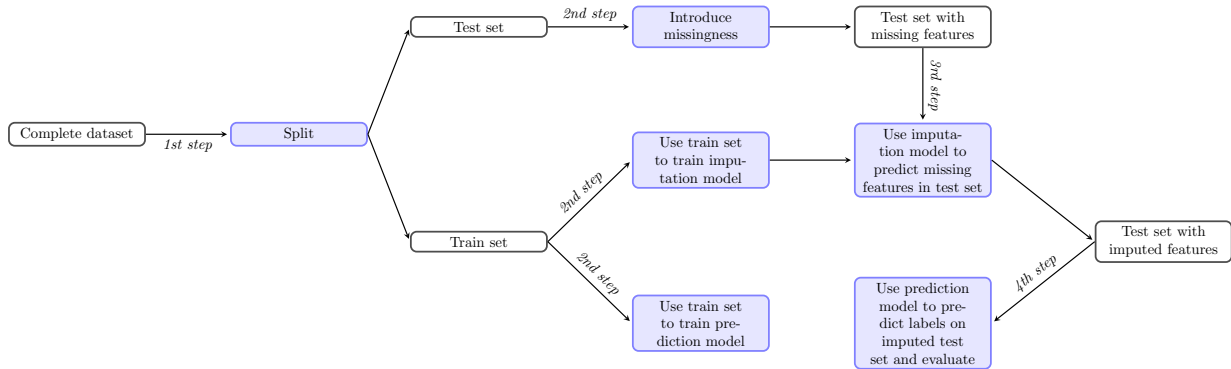 Complete dataset
1st step
Split
Test set
2nd step
Introduce
missingness
Test set with
missing features
3rd step
Train set
2nd step
Use train set
to train impu-
tation model
Use imputa-
tion model to
predict missing
features in test set
2nd step
Use train set
to train pre-
diction model
Test set with
imputed features
4th step
Use prediction
model to pre-
dict labels on
imputed test
set and evaluate